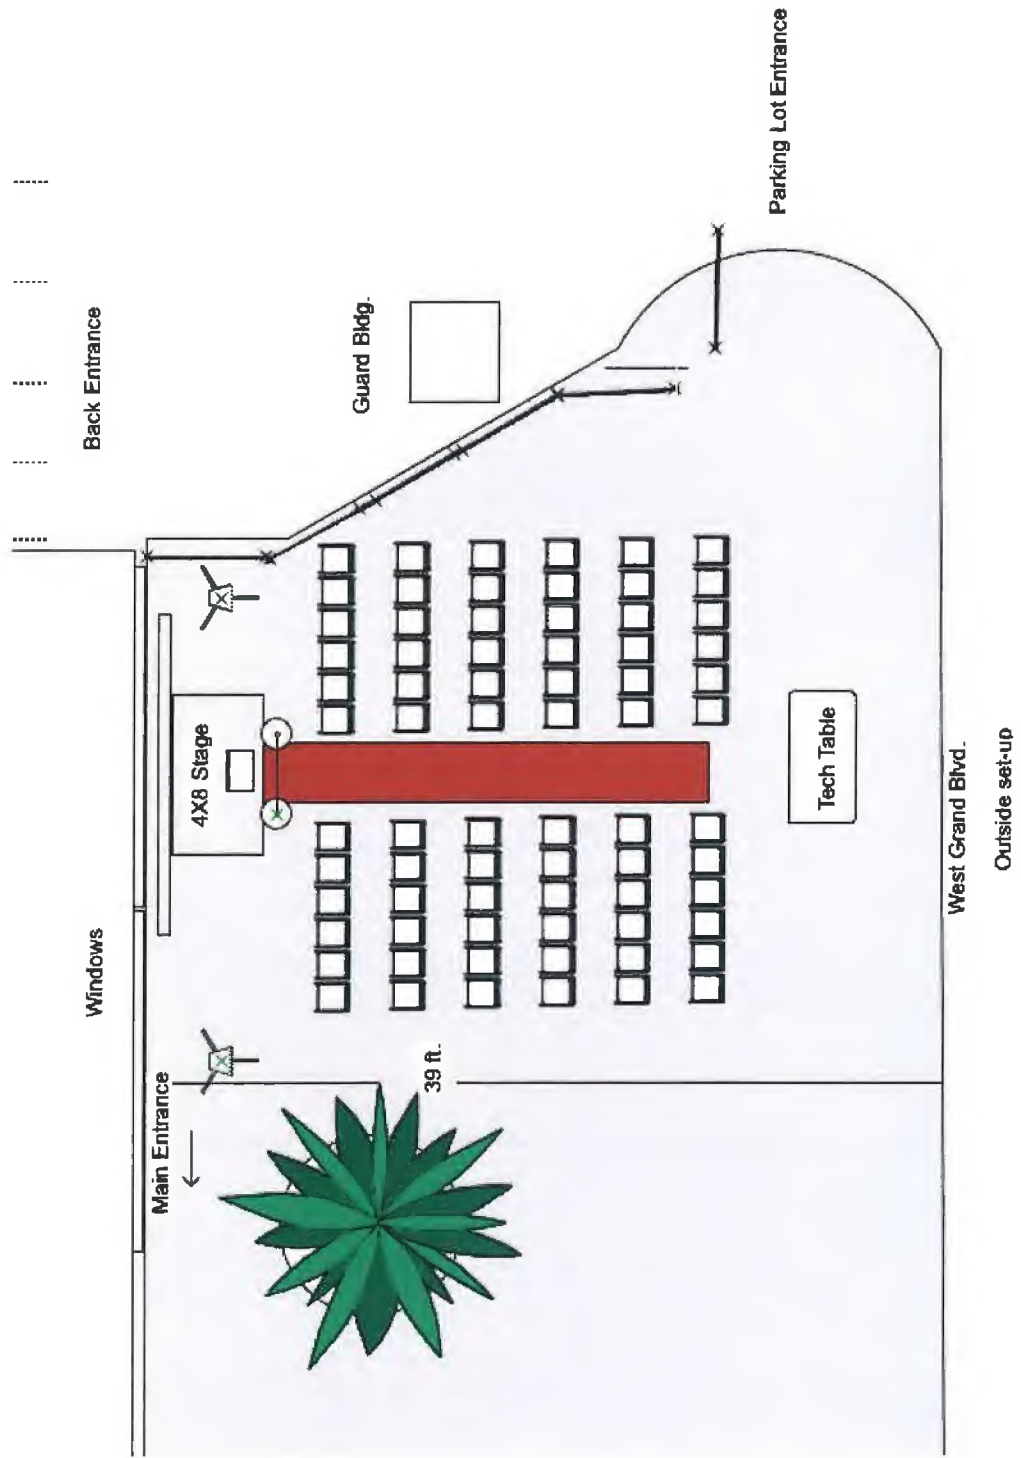 Back Entrance
Guard Bldg.
Parking Lot Entrance
Windows
4X8 Stage
Main Entrance
39 ft.
Tech Table
West Grand Blvd.
Outside set-up